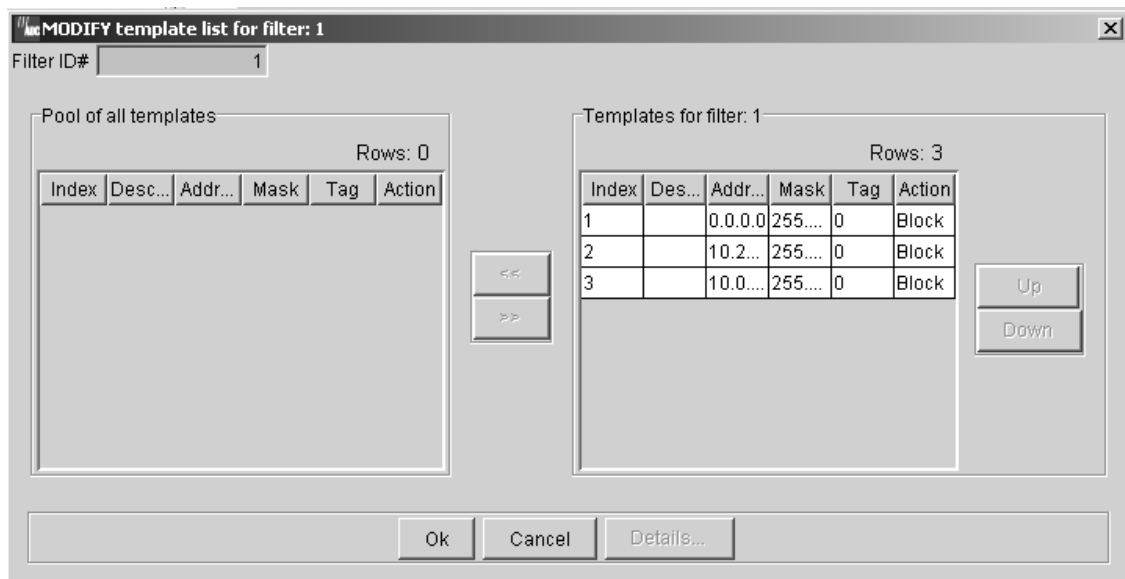 MODIFY template list for filter: 1
Filter ID# 1
Pool of all templates
Rows: 0
Index Desc... Addr... Mask Tag Action
<<
>>
Templates for filter: 1
Rows: 3
Index Des... Addr... Mask Tag Action
1 0.0.0.0 255.... 0 Block
2 10.2... 255.... 0 Block
3 10.0.... 255.... 0 Block
Up
Down
Ok Cancel Details...